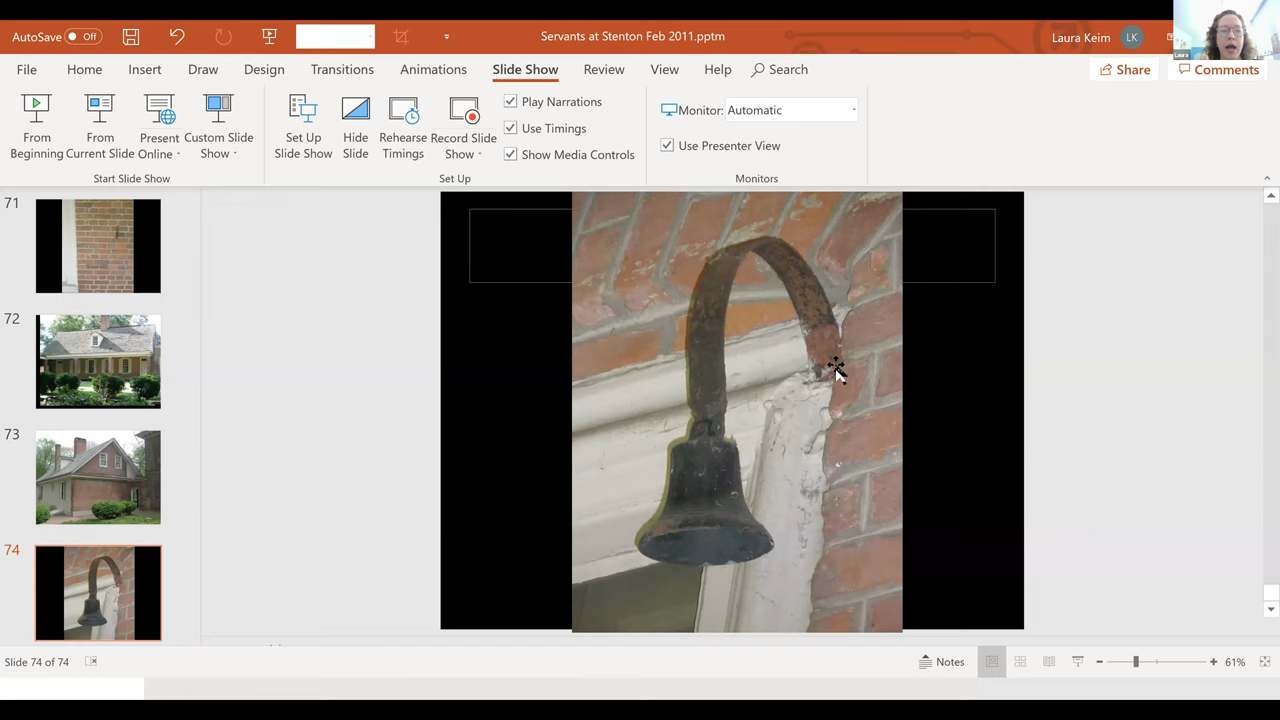 AutoSave Off Servants at Stenton Feb 2011.pptm Laura Keim LK
Laura
File Home Insert Draw Design Transitions Animations Slide Show Review View Help Search Share Comments
From Beginning
From Current Slide
Present Online
Custom Slide Show
Set Up Slide Show
Hide Slide
Rehearse Timings
Record Slide Show
Play Narrations
Use Timings
Show Media Controls
Monitor: Automatic
Use Presenter View
Start Slide Show Set Up Monitors
71
72
73
74
Slide 74 of 74 Notes 61%